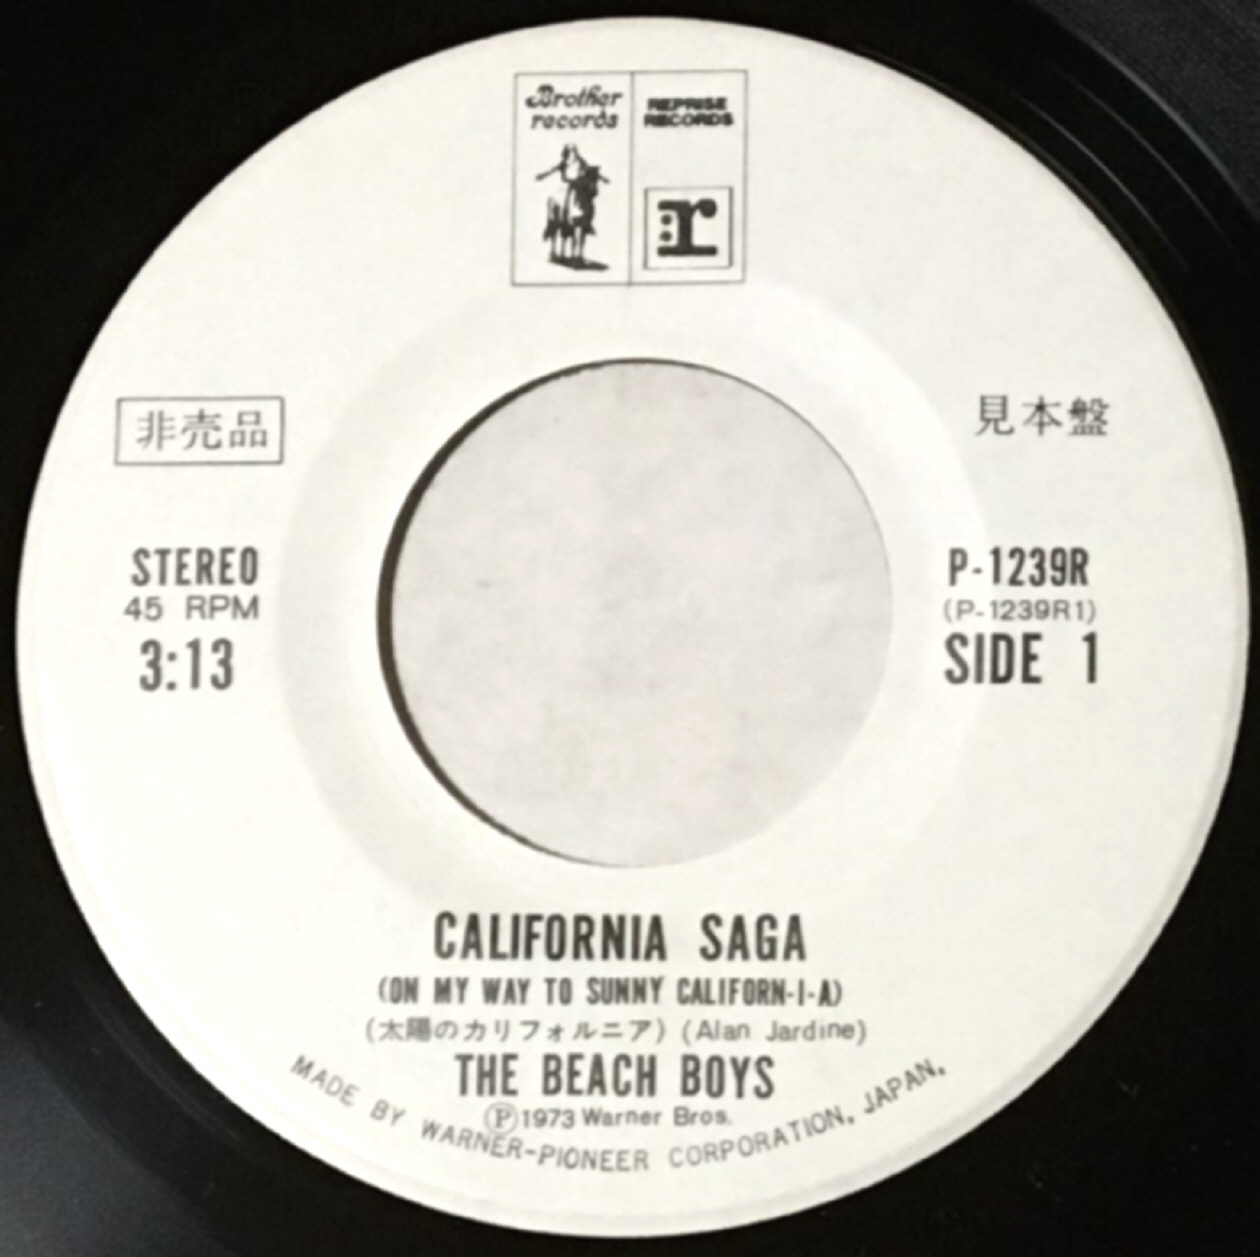 Brother
records
REPRISE
RECORDS
r
非売品
見本盤
STEREO
45 RPM
3:13
P-1239R
(P-1239R1)
SIDE 1
CALIFORNIA SAGA
(ON MY WAY TO SUNNY CALIFORN-I-A)
(太陽のカリフォルニア) (Alan Jardine)
THE BEACH BOYS
Ⓟ1973 Warner Bros.
MADE BY WARNER-PIONEER CORPORATION, JAPAN.